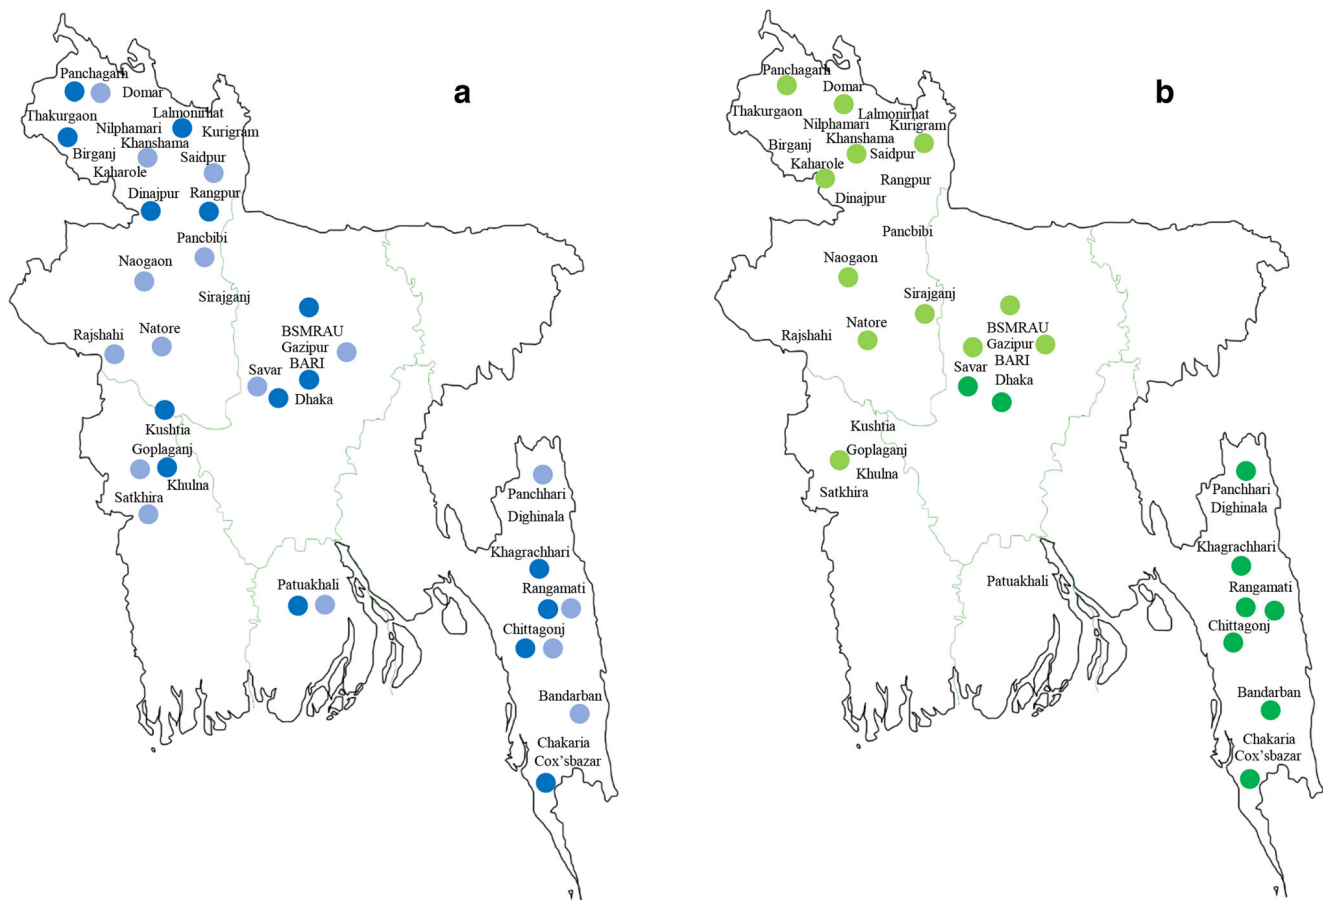 a
Panchagarh
Domar
Thakurgaon
Lalmonirhat
Nilphamari
Kurigram
Khanshama
Birganj
Saidpur
Kaharole
Dinajpur
Rangpur
Pancbibi
Naogaon
Sirajganj
Rajshahi
Natore
BSMRAU
Gazipur
BARI
Savar
Dhaka
Kushtia
Goplaganj
Khulna
Satkhira
Panchhari
Dighinala
Khagrachhari
Rangamati
Patuakhali
Chittagonj
Bandarban
Chakaria
Cox'sbazar
b
Panchagarh
Domar
Thakurgaon
Lalmonirhat
Nilphamari
Kurigram
Khanshama
Birganj
Saidpur
Kaharole
Rangpur
Dinajpur
Pancbibi
Naogaon
Sirajganj
Rajshahi
Natore
BSMRAU
Gazipur
BARI
Savar
Dhaka
Kushtia
Goplaganj
Khulna
Satkhira
Panchhari
Dighinala
Khagrachhari
Rangamati
Patuakhali
Chittagonj
Bandarban
Chakaria
Cox'sbazar